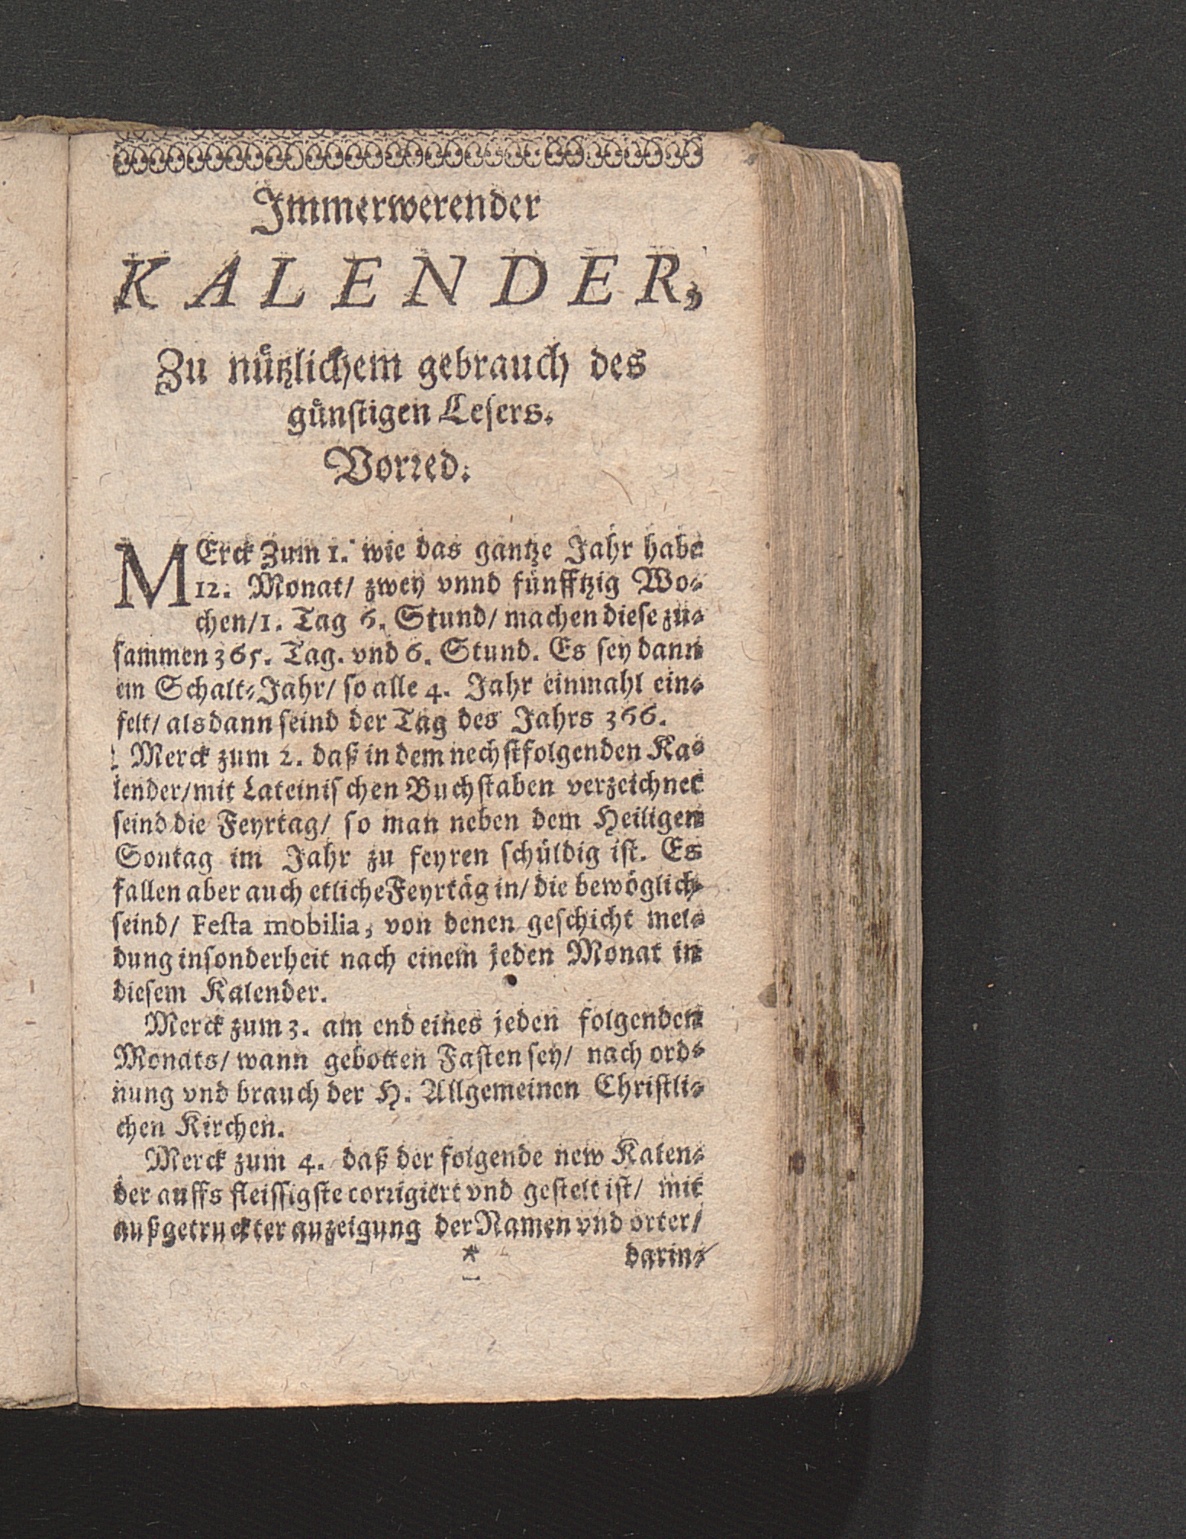 Immerwerender
KALENDER,
Zu nützlichem gebrauch des
günstigen Lesers.
Vorred.
MErck Zum 1. wie das gantze Jahr habe
12. Monat/ zwey vnnd fünfftzig Wo-
chen/1. Tag 6. Stund/ machen diese zu-
sammen 365. Tag. vnd 6. Stund. Es sey dann
ein Schalt-Jahr/ so alle 4. Jahr einmahl ein-
felt/ als dann seind der Tag des Jahrs 366.
Merck zum 2. daß in dem nechstfolgenden Ka-
lender/mit Lateinischen Buchstaben verzeichnet
seind die Feyrtag/ so man neben dem Heiligen
Sontag im Jahr zu feyren schüldig ist. Es
fallen aber auch etliche Feyrtäg in/ die bewöglich
seind/ Festa mobilia, von denen geschicht mel-
dung insonderheit nach einem jeden Monat in
diesem Kalender.
Merck zum 3. am end eines jeden folgenden
Monats/ wann gebotten Fasten sey/ nach ord-
nung vnd brauch der H. Allgemeinen Christli-
chen Kirchen.
Merck zum 4. daß der folgende new Kalen-
der auffs fleissigste corrigiert vnd gestelt ist/ mit
außgetruckter anzeigung der Namen vnd orter/
* darin-